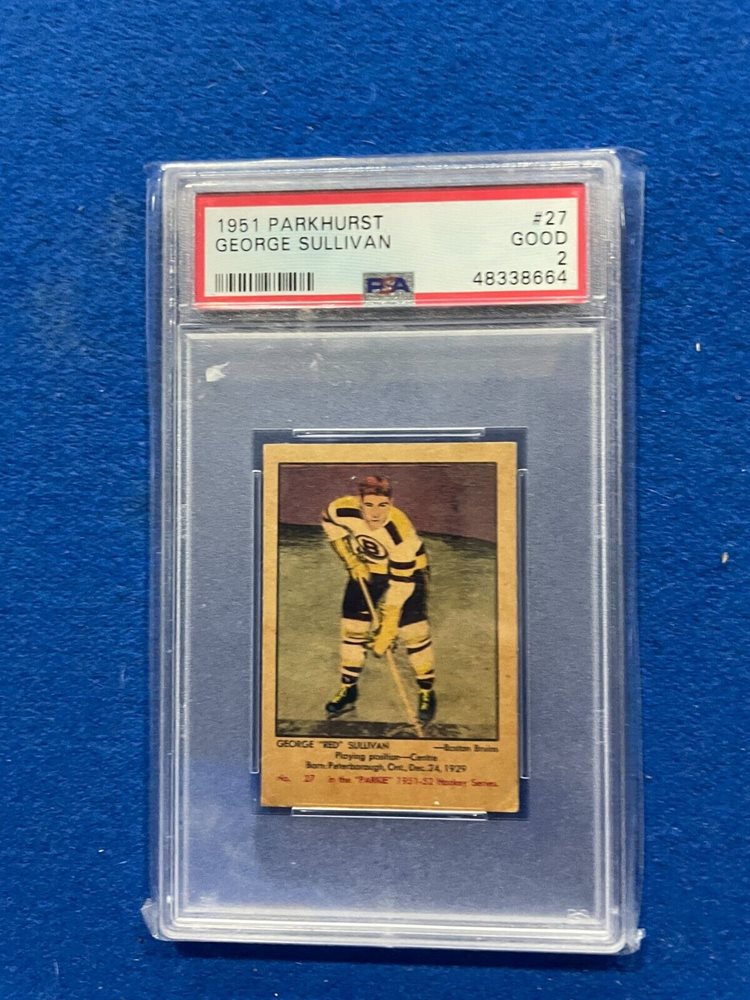 1951 PARKHURST #27
GEORGE SULLIVAN GOOD
2
PSA 48338664
B
GEORGE "RED" SULLIVAN —Boston Bruins
Playing position—Centre
Born: Peterborough, Ont., Dec. 24, 1929
No. 27 in the "PARKIE" 1951-52 Hockey Series.